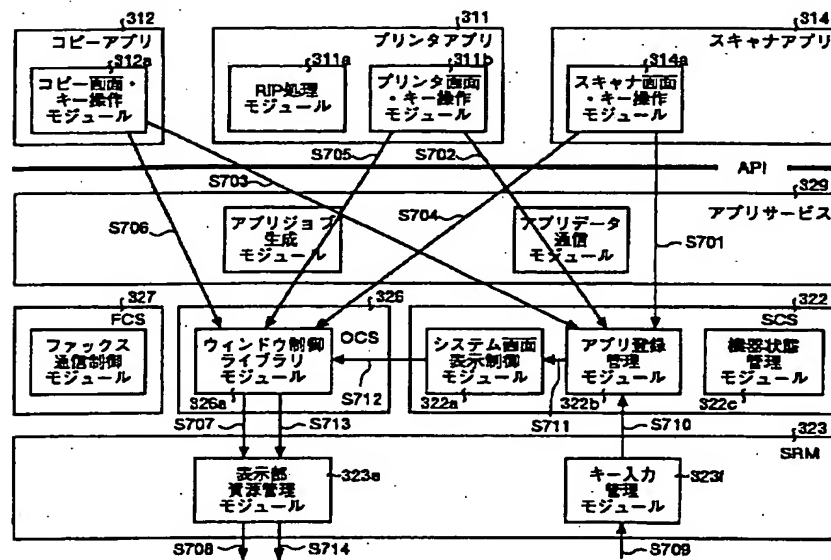 312
コピーアプリ
312a
コピー画面・
キー操作
モジュール
311
プリンタアプリ
311a
RIP処理
モジュール
311b
プリンタ画面
・キー操作
モジュール
314
スキャナアプリ
314a
スキャナ画面
・キー操作
モジュール
S705
S702
S703
API
329
アプリサービス
S706
アプリジョブ
生成
モジュール
S704
アプリデータ
通信
モジュール
S701
327
FCS
ファックス
通信制御
モジュール
326
OCS
ウィンドウ制御
ライブラリ
モジュール
326a
322
SCS
システム画面
表示制御
モジュール
322a
アプリ登録
管理
モジュール
322b
機器状態
管理
モジュール
322c
S712
S711
S707
S713
S710
323
SRM
表示部
資源管理
モジュール
323e
キー入力
管理
モジュール
323f
S708
S714
S709